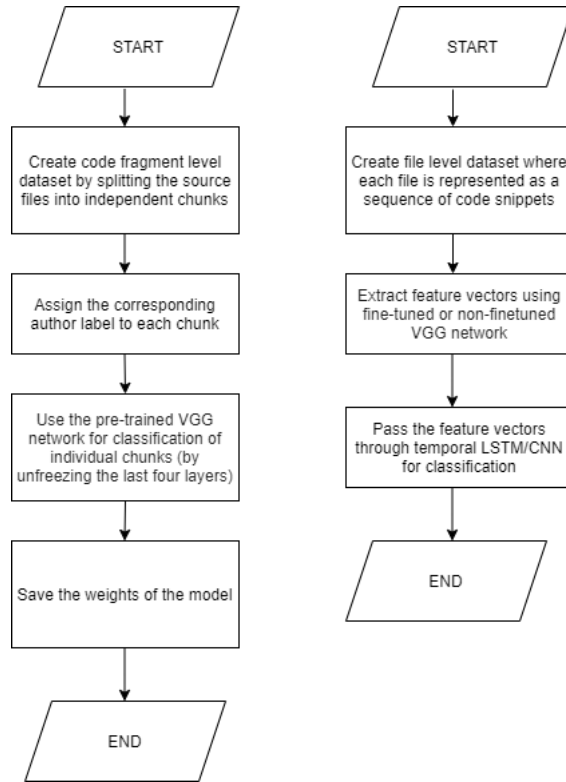 START
Create code fragment level
dataset by splitting the source
files into independent chunks
Assign the corresponding
author label to each chunk
Use the pre-trained VGG
network for classification of
individual chunks (by
unfreezing the last four layers)
Save the weights of the model
END
START
Create file level dataset where
each file is represented as a
sequence of code snippets
Extract feature vectors using
fine-tuned or non-finetuned
VGG network
Pass the feature vectors
through temporal LSTM/CNN
for classification
END